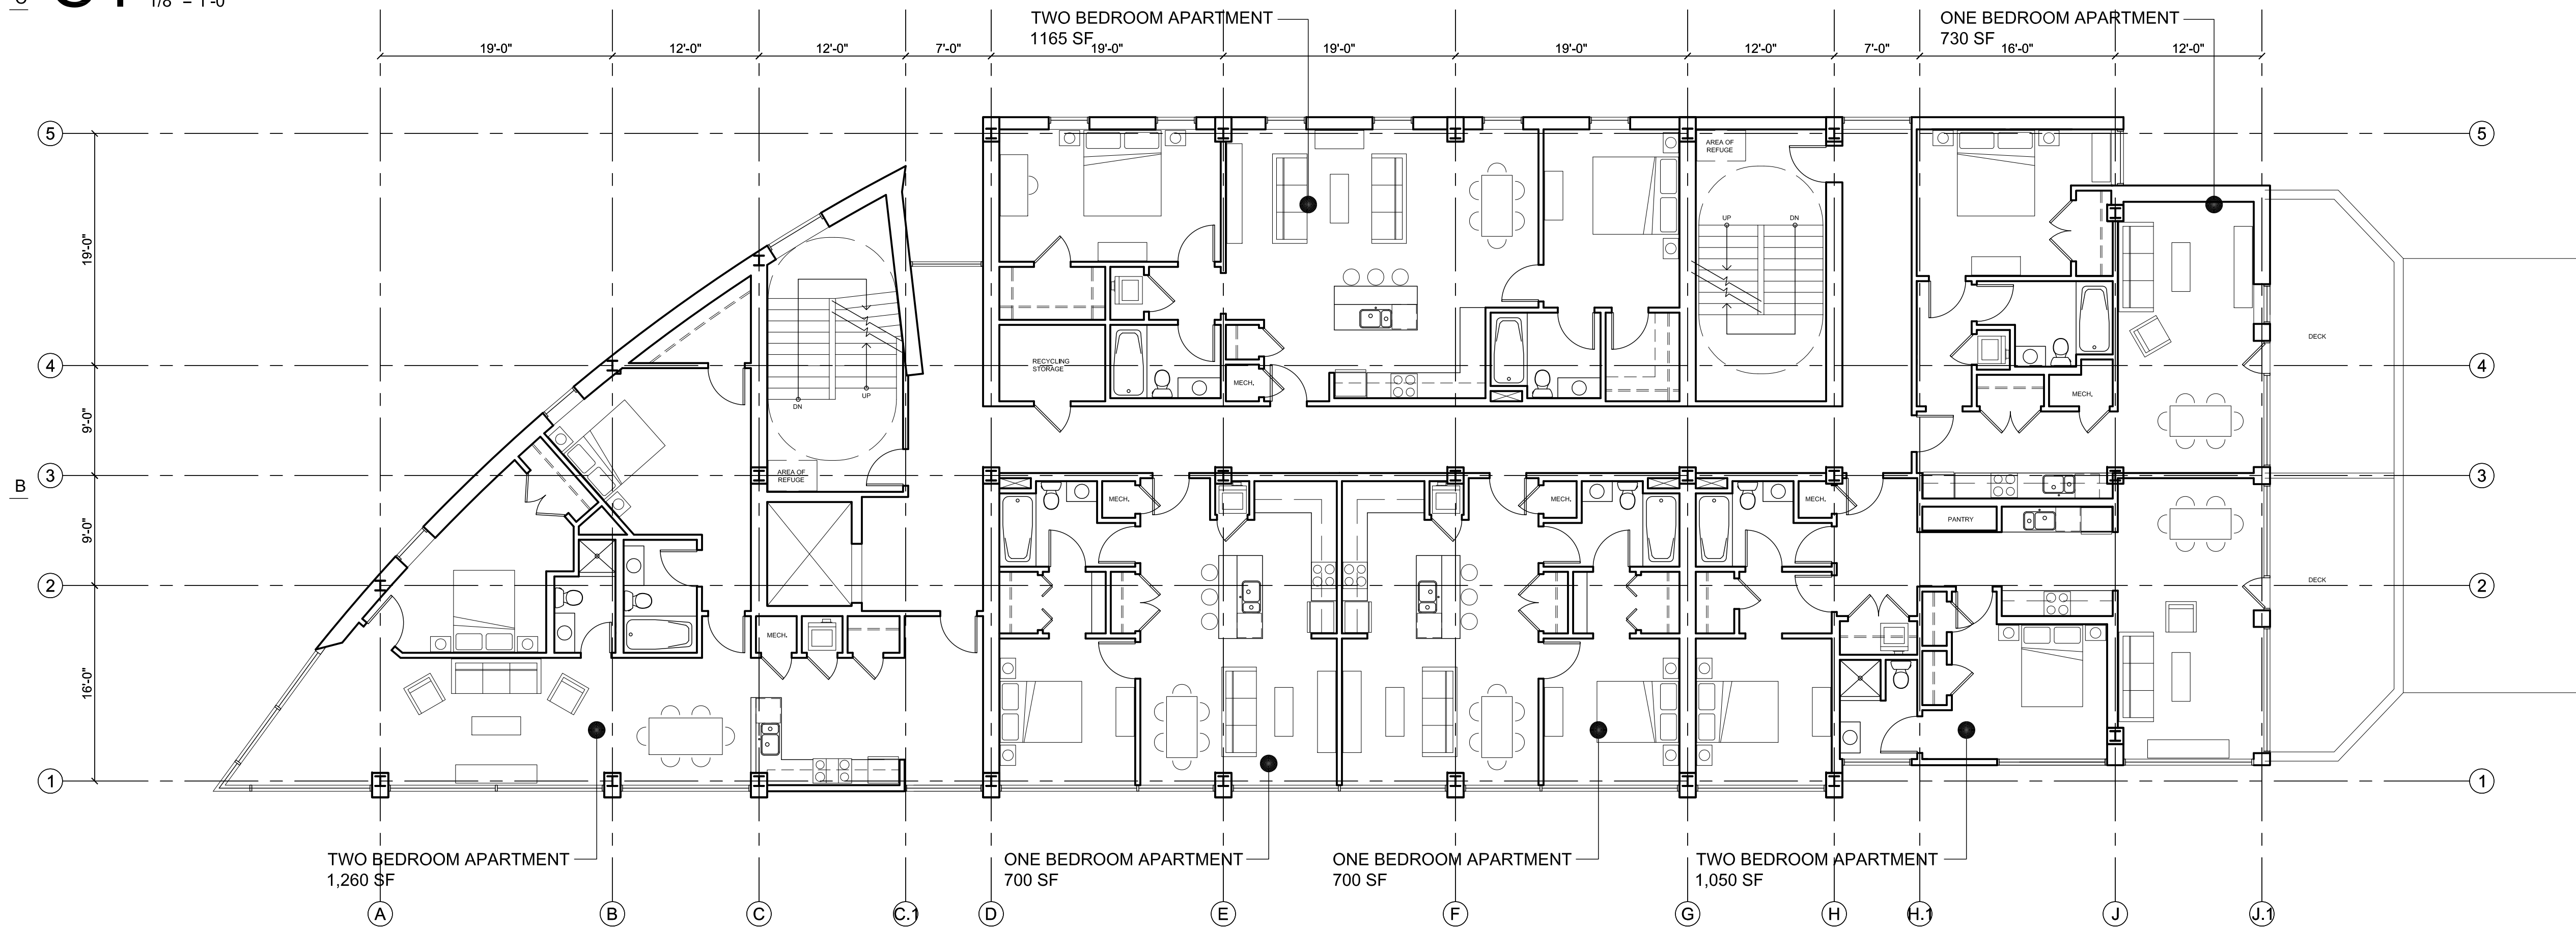 1/8" = 1'-0"
TWO BEDROOM APARTMENT
1165 SF
ONE BEDROOM APARTMENT
730 SF
19'-0"
12'-0"
12'-0"
7'-0"
19'-0"
19'-0"
19'-0"
12'-0"
7'-0"
16'-0"
12'-0"
5
5
AREA OF
REFUGE
UP
DN
19'-0"
DECK
4
RECYCLING
STORAGE
MECH.
MECH.
4
DN
UP
9'-0"
3
AREA OF
REFUGE
3
B
MECH.
MECH.
MECH.
PANTRY
9'-0"
2
DECK
2
MECH.
16'-0"
1
1
TWO BEDROOM APARTMENT
1,260 SF
ONE BEDROOM APARTMENT
700 SF
ONE BEDROOM APARTMENT
700 SF
TWO BEDROOM APARTMENT
1,050 SF
A
B
C
C.1
D
E
F
G
H
H.1
J
J.1